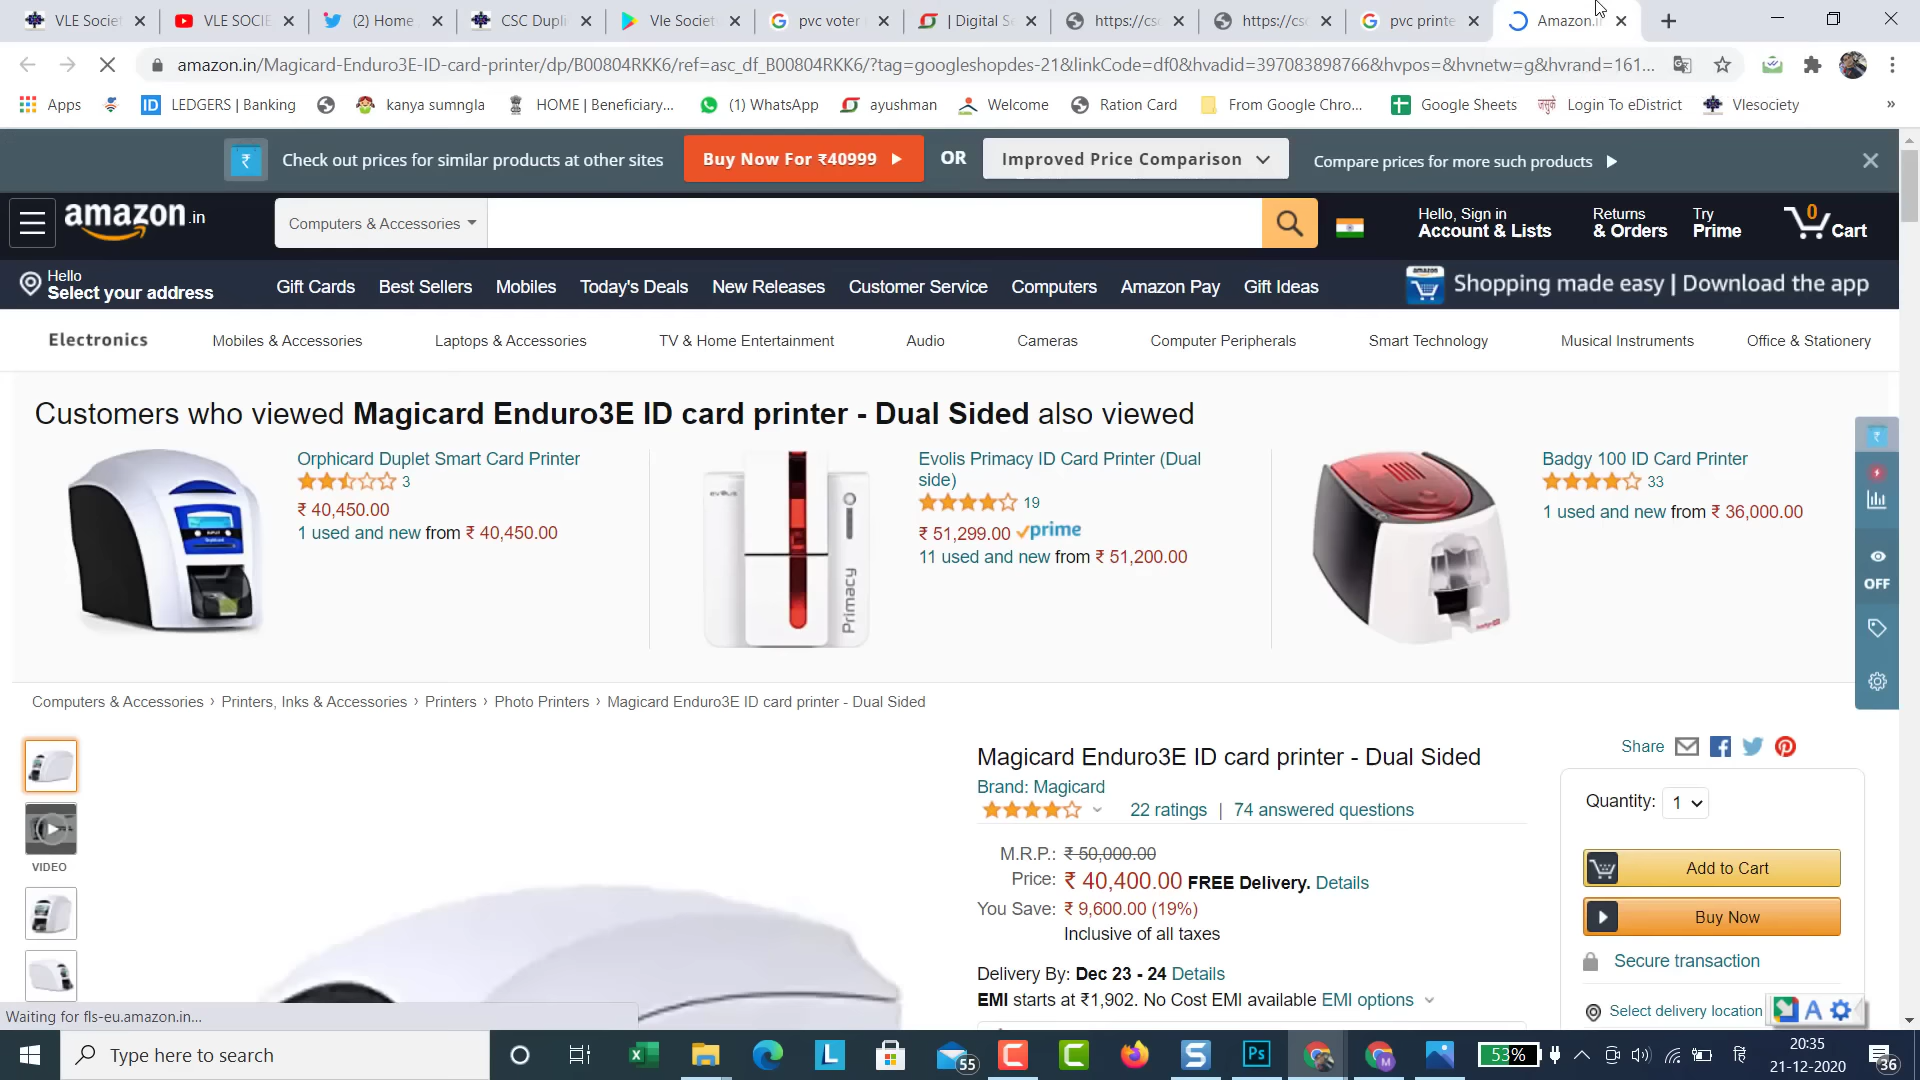 VLE Societ
VLE SOCIE
(2) Home
CSC Dupli
Vle Societ
pvc voter
| Digital Se
https://csc
https://csc
pvc printe
Amazon.i
amazon.in/Magicard-Enduro3E-ID-card-printer/dp/B00804RKK6/ref=asc_df_B00804RKK6/?tag=googleshopdes-21&linkCode=df0&hvadid=397083898766&hvpos=&hvnetw=g&hvrand=161...
Apps
LEDGERS | Banking
kanya sumngla
HOME | Beneficiary...
(1) WhatsApp
ayushman
Welcome
Ration Card
From Google Chro...
Google Sheets
Login To eDistrict
Vlesociety
»
Check out prices for similar products at other sites
Buy Now For ₹40999
OR
Improved Price Comparison
Compare prices for more such products
amazon.in
Computers & Accessories
Hello, Sign in
Account & Lists
Returns
& Orders
Try
Prime
0
Cart
Hello
Select your address
Gift Cards
Best Sellers
Mobiles
Today's Deals
New Releases
Customer Service
Computers
Amazon Pay
Gift Ideas
Shopping made easy | Download the app
Electronics
Mobiles & Accessories
Laptops & Accessories
TV & Home Entertainment
Audio
Cameras
Computer Peripherals
Smart Technology
Musical Instruments
Office & Stationery
Customers who viewed Magicard Enduro3E ID card printer - Dual Sided also viewed
Orphicard Duplet Smart Card Printer
3
₹ 40,450.00
1 used and new from ₹ 40,450.00
evolis
Primacy
Evolis Primacy ID Card Printer (Dual
side)
19
₹ 51,299.00 prime
11 used and new from ₹ 51,200.00
Badgy 100 ID Card Printer
33
1 used and new from ₹ 36,000.00
OFF
Computers & Accessories › Printers, Inks & Accessories › Printers › Photo Printers › Magicard Enduro3E ID card printer - Dual Sided
VIDEO
Magicard Enduro3E ID card printer - Dual Sided
Brand: Magicard
22 ratings | 74 answered questions
M.R.P.: ₹ 50,000.00
Price: ₹ 40,400.00 FREE Delivery. Details
You Save: ₹ 9,600.00 (19%)
Inclusive of all taxes
Delivery By: Dec 23 - 24 Details
EMI starts at ₹1,902. No Cost EMI available EMI options
Share
Quantity: 1
Add to Cart
Buy Now
Secure transaction
Select delivery location
A
Waiting for fls-eu.amazon.in...
Type here to search
55
53%
हि
20:35
21-12-2020
36